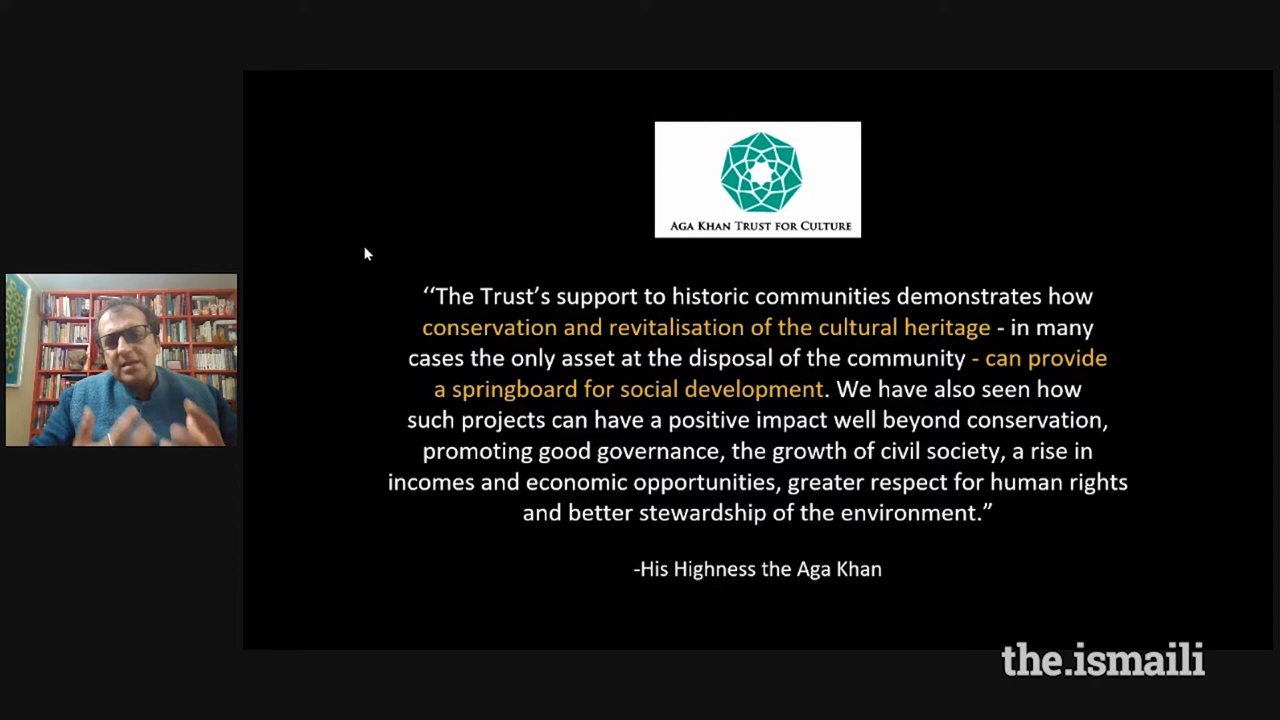 AGA KHAN TRUST FOR CULTURE
‘‘The Trust’s support to historic communities demonstrates how
conservation and revitalisation of the cultural heritage - in many
cases the only asset at the disposal of the community - can provide
a springboard for social development. We have also seen how
such projects can have a positive impact well beyond conservation,
promoting good governance, the growth of civil society, a rise in
incomes and economic opportunities, greater respect for human rights
and better stewardship of the environment.”
-His Highness the Aga Khan
the.ismaili